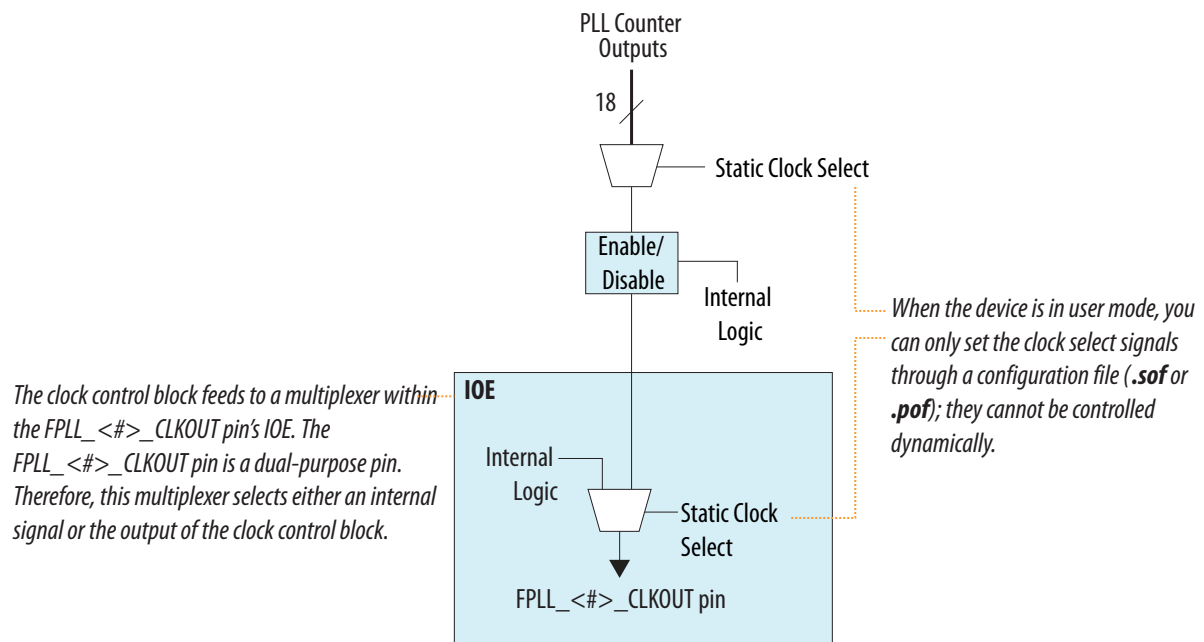 PLL Counter
Outputs
18
Static Clock Select
Enable/
Disable
Internal
Logic
When the device is in user mode, you
can only set the clock select signals
through a configuration file (.sof or
.pof); they cannot be controlled
dynamically.
The clock control block feeds to a multiplexer within
the FPLL_<#>_CLKOUT pin’s IOE. The
FPLL_<#>_CLKOUT pin is a dual-purpose pin.
Therefore, this multiplexer selects either an internal
signal or the output of the clock control block.
IOE
Internal
Logic
Static Clock
Select
FPLL_<#>_CLKOUT pin